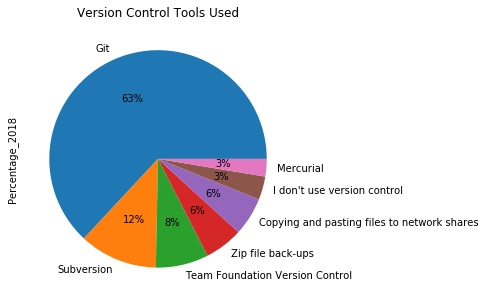 Version Control Tools Used
Git
63%
Percentage_2018
3%
Mercurial
3%
I don't use version control
6%
Copying and pasting files to network shares
6%
Zip file back-ups
8%
Team Foundation Version Control
12%
Subversion